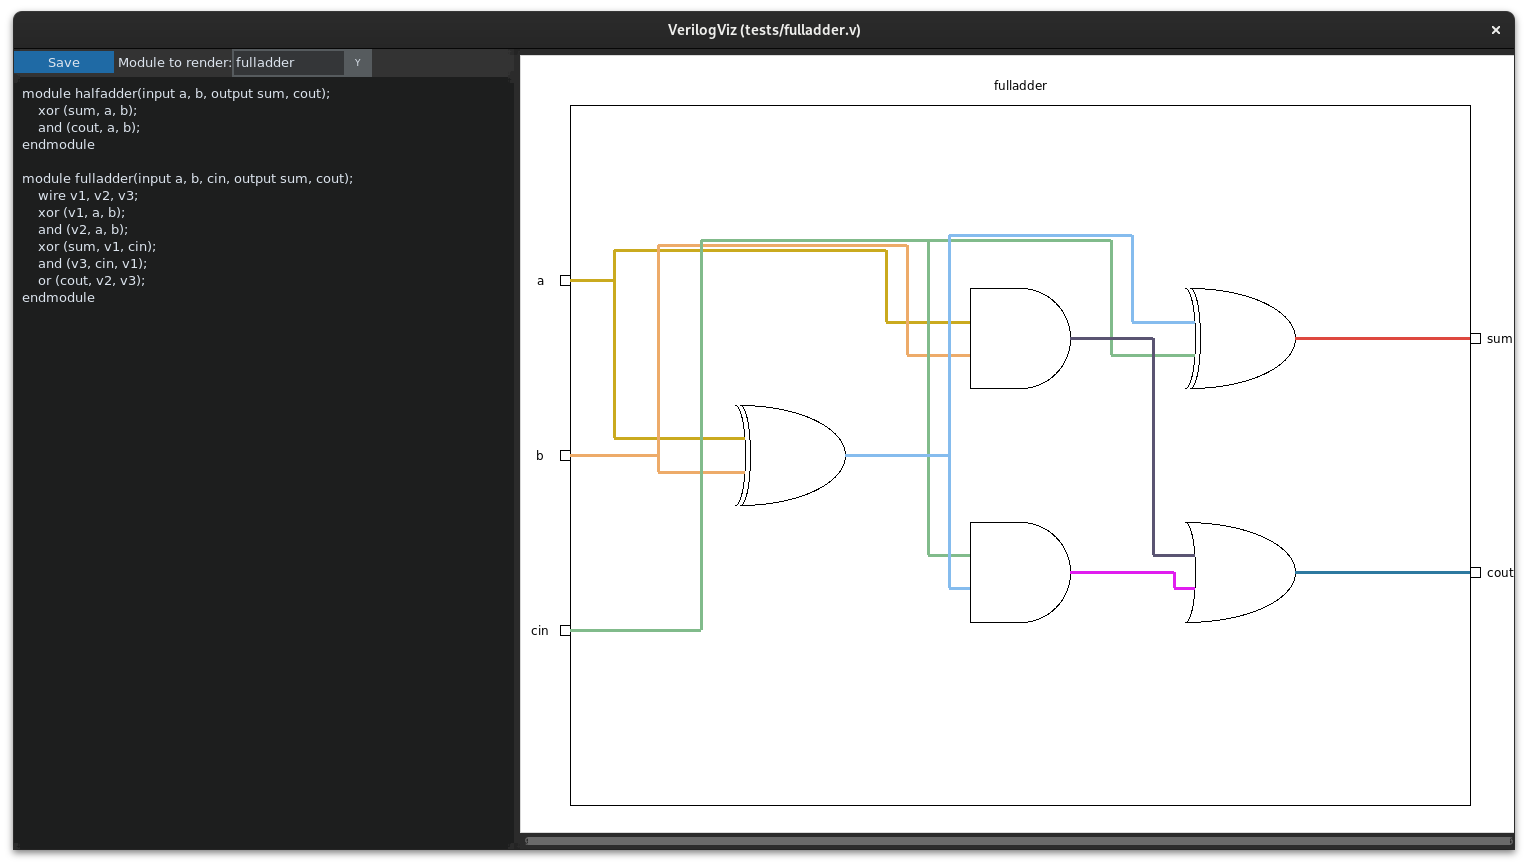 VerilogViz (tests/fulladder.v)
×
Save Module to render: fulladder Y
module halfadder(input a, b, output sum, cout);
    xor (sum, a, b);
    and (cout, a, b);
endmodule

module fulladder(input a, b, cin, output sum, cout);
    wire v1, v2, v3;
    xor (v1, a, b);
    and (v2, a, b);
    xor (sum, v1, cin);
    and (v3, cin, v1);
    or (cout, v2, v3);
endmodule
fulladder
a
sum
b
cout
cin